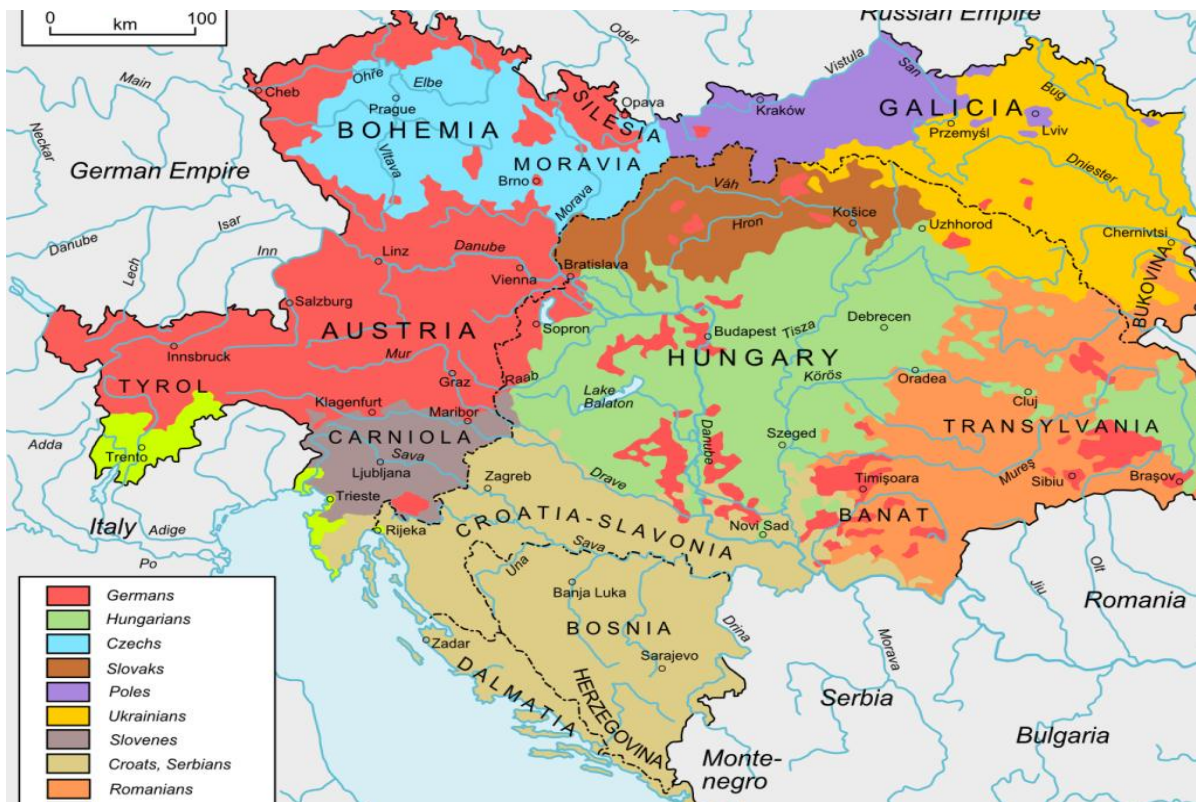 0 100
km
Russian Empire
Oder
Vistula
San
Bug
Main
Ohře
Elbe
Cheb
Prague
Opava
Kraków
GALICIA
SILESIA
BOHEMIA
Przemyśl
Lviv
Neckar
Vltava
MORAVIA
Dniester
German Empire
Brno
Morava
Váh
Hron
Košice
Uzhhorod
Chernivtsi
Isar
Danube
Lech
Inn
Linz
Danube
Vienna
Bratislava
BUKOVINA
Salzburg
AUSTRIA
Sopron
Budapest
Tisza
Debrecen
Innsbruck
Mur
HUNGARY
Graz
Raab
Körös
Oradea
TYROL
Klagenfurt
Maribor
Lake
Balaton
Cluj
Adda
CARNIOLA
Danube
Szeged
TRANSYLVANIA
Trento
Sava
Ljubljana
Drave
Mureş
Zagreb
Timişoara
Sibiu
Braşov
Trieste
Italy
Adige
Rijeka
CROATIA-SLAVONIA
Novi Sad
BANAT
Po
Sava
Una
Olt
Jiu
Banja Luka
Romania
BOSNIA
Drina
Zadar
Sarajevo
Morava
DALMATIA
HERZEGOVINA
Serbia
Bulgaria
Monte-
negro
Germans
Hungarians
Czechs
Slovaks
Poles
Ukrainians
Slovenes
Croats, Serbians
Romanians